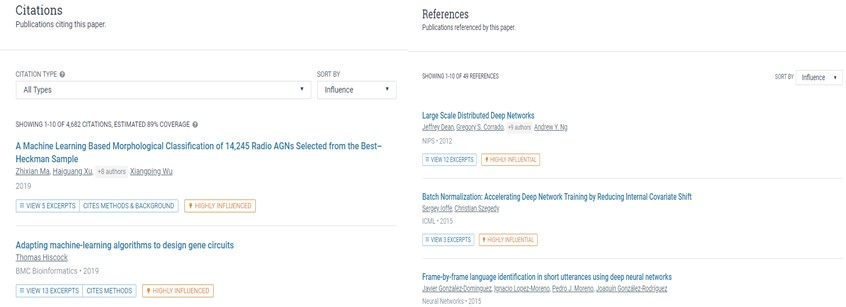 Citations
Publications citing this paper.
CITATION TYPE
SORT BY
All Types
Influence
SHOWING 1-10 OF 4,682 CITATIONS, ESTIMATED 89% COVERAGE
A Machine Learning Based Morphological Classification of 14,245 Radio AGNs Selected from the Best–
Heckman Sample
Zhixian Ma, Haiguang Xu, +8 authors Xiangping Wu
2019
VIEW 5 EXCERPTS CITES METHODS & BACKGROUND HIGHLY INFLUENCED
Adapting machine-learning algorithms to design gene circuits
Thomas Hiscock
BMC Bioinformatics • 2019
VIEW 13 EXCERPTS CITES METHODS HIGHLY INFLUENCED
References
Publications referenced by this paper.
SHOWING 1-10 OF 49 REFERENCES
SORT BY Influence
Large Scale Distributed Deep Networks
Jeffrey Dean, Gregory S. Corrado, +9 authors Andrew Y. Ng
NIPS • 2012
VIEW 12 EXCERPTS HIGHLY INFLUENTIAL
Batch Normalization: Accelerating Deep Network Training by Reducing Internal Covariate Shift
Sergey Ioffe, Christian Szegedy
ICML • 2015
VIEW 3 EXCERPTS HIGHLY INFLUENTIAL
Frame-by-frame language identification in short utterances using deep neural networks
Javier Gonzalez-Dominguez, Ignacio Lopez-Moreno, Pedro J. Moreno, Joaquín González-Rodríguez
Neural Networks • 2015